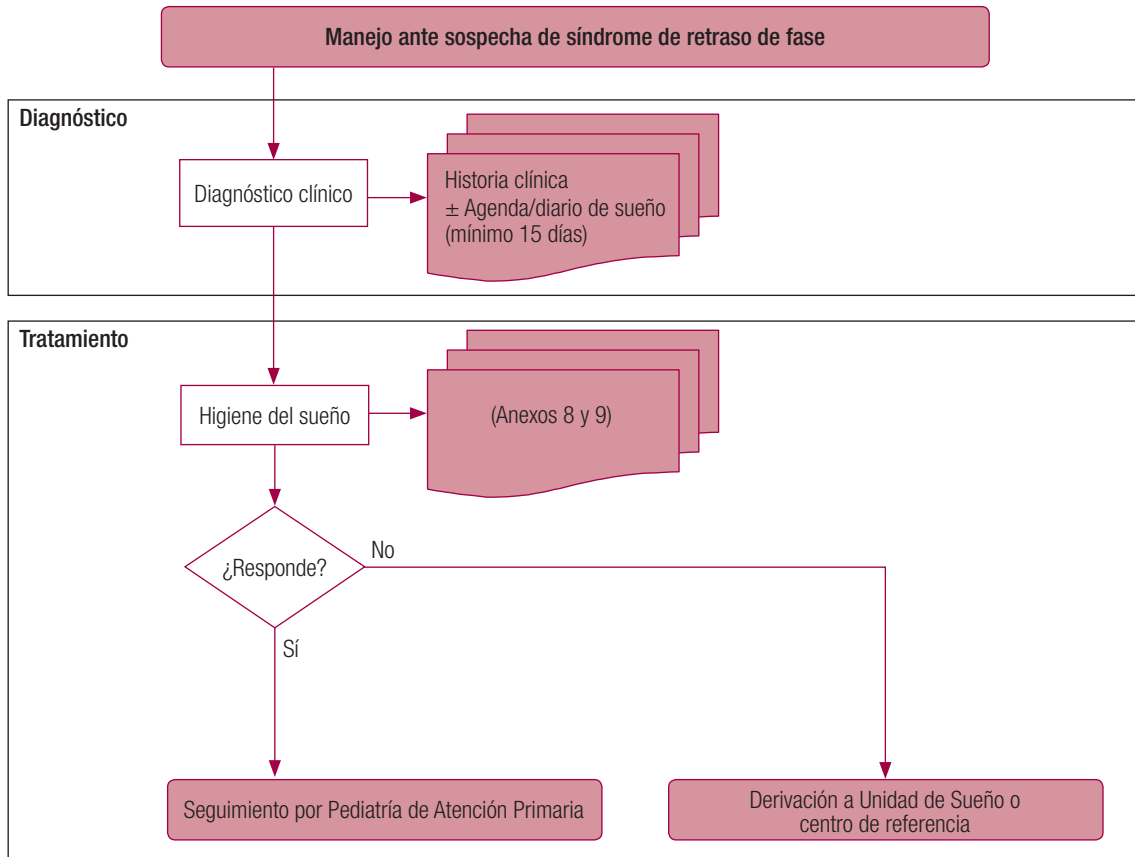 Manejo ante sospecha de síndrome de retraso de fase
Diagnóstico
Diagnóstico clínico
Historia clínica
± Agenda/diario de sueño
(mínimo 15 días)
Tratamiento
Higiene del sueño
(Anexos 8 y 9)
¿Responde?
No
Sí
Seguimiento por Pediatría de Atención Primaria
Derivación a Unidad de Sueño o
centro de referencia